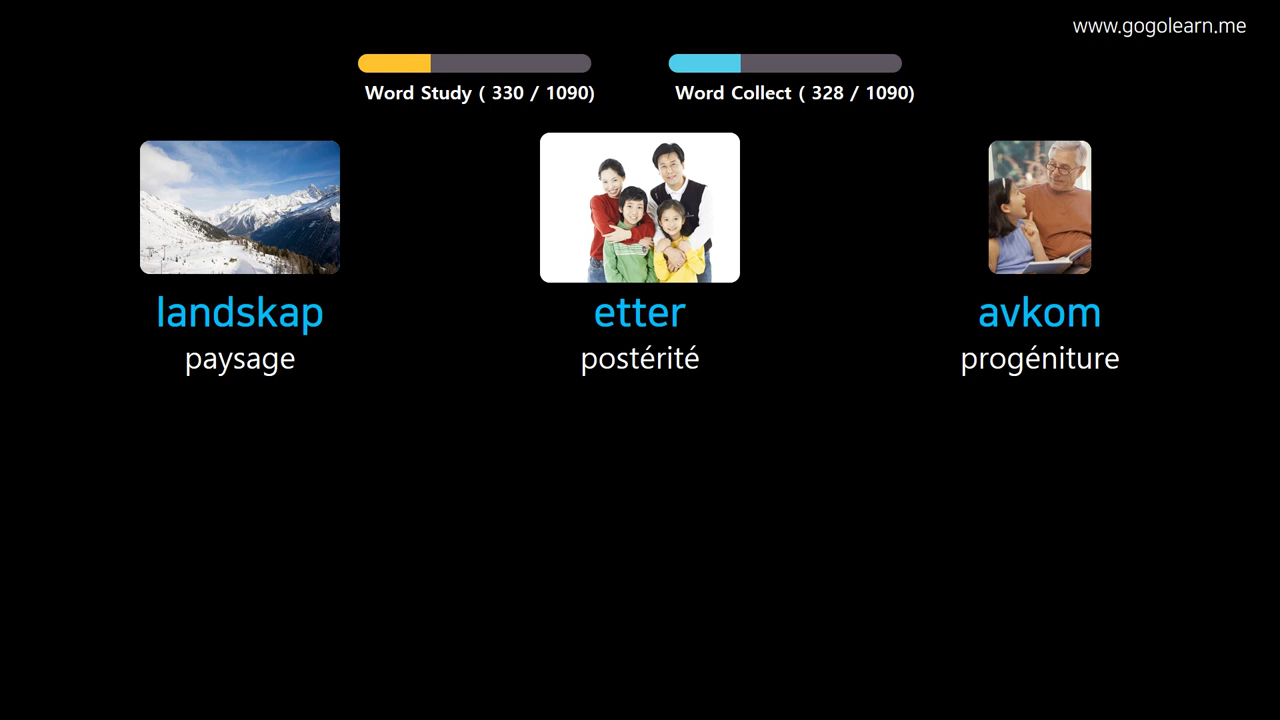 www.gogolearn.me
Word Study ( 330 / 1090)
Word Collect ( 328 / 1090)
landskap
paysage
etter
postérité
avkom
progéniture